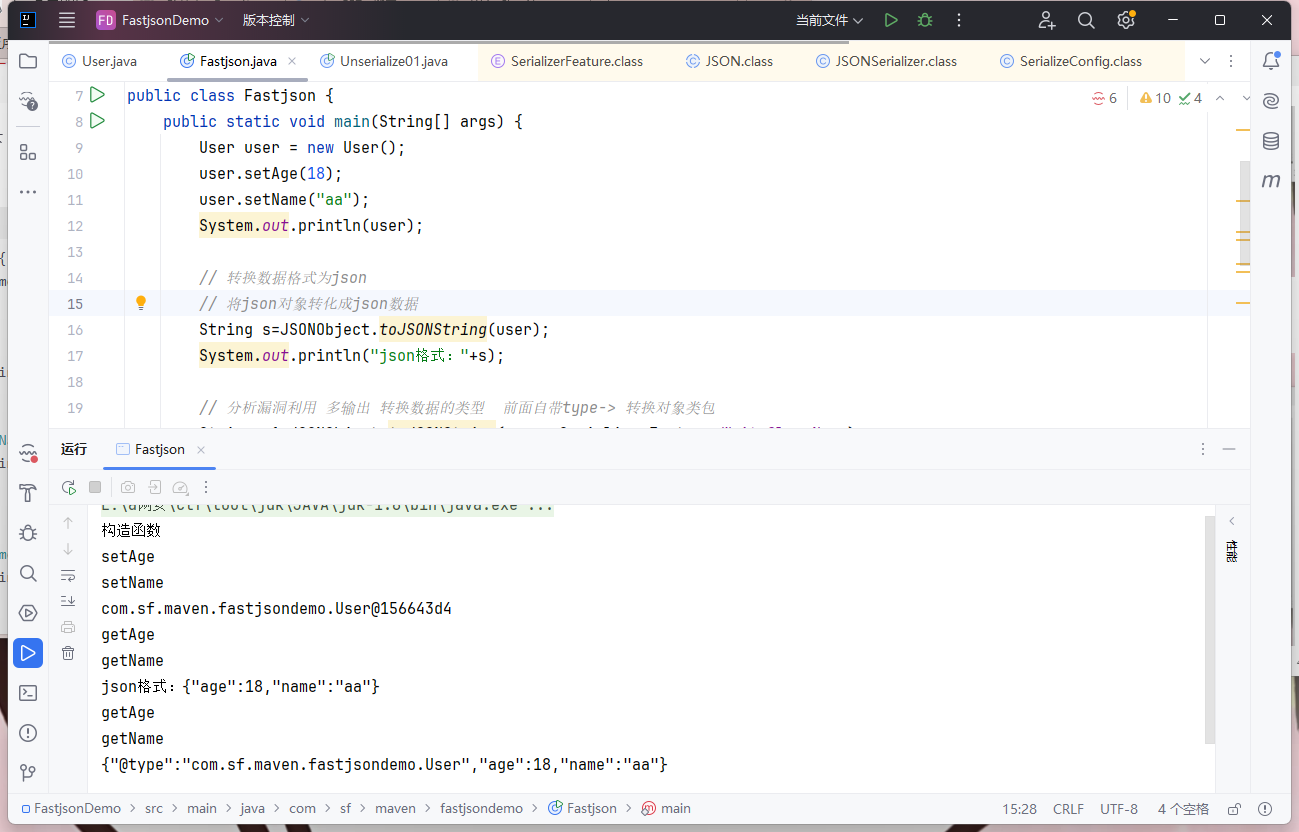 FD FastjsonDemo 版本控制 当前文件
User.java Fastjson.java Unserialize01.java SerializerFeature.class JSON.class JSONSerializer.class SerializeConfig.class
6 10 4
7 public class Fastjson {
8 public static void main(String[] args) {
9 User user = new User();
10 user.setAge(18);
11 user.setName("aa");
12 System.out.println(user);
13
14 // 转换数据格式为json
15 // 将json对象转化成json数据
16 String s=JSONObject.toJSONString(user);
17 System.out.println("json格式："+s);
18
19 // 分析漏洞利用 多输出 转换数据的类型 前面自带type-> 转换对象类包
运行 Fastjson
构造函数
setAge
setName
com.sf.maven.fastjsondemo.User@156643d4
getAge
getName
json格式：{"age":18,"name":"aa"}
getAge
getName
{"@type":"com.sf.maven.fastjsondemo.User","age":18,"name":"aa"}
FastjsonDemo > src > main > java > com > sf > maven > fastjsondemo > Fastjson > main 15:28 CRLF UTF-8 4 个空格